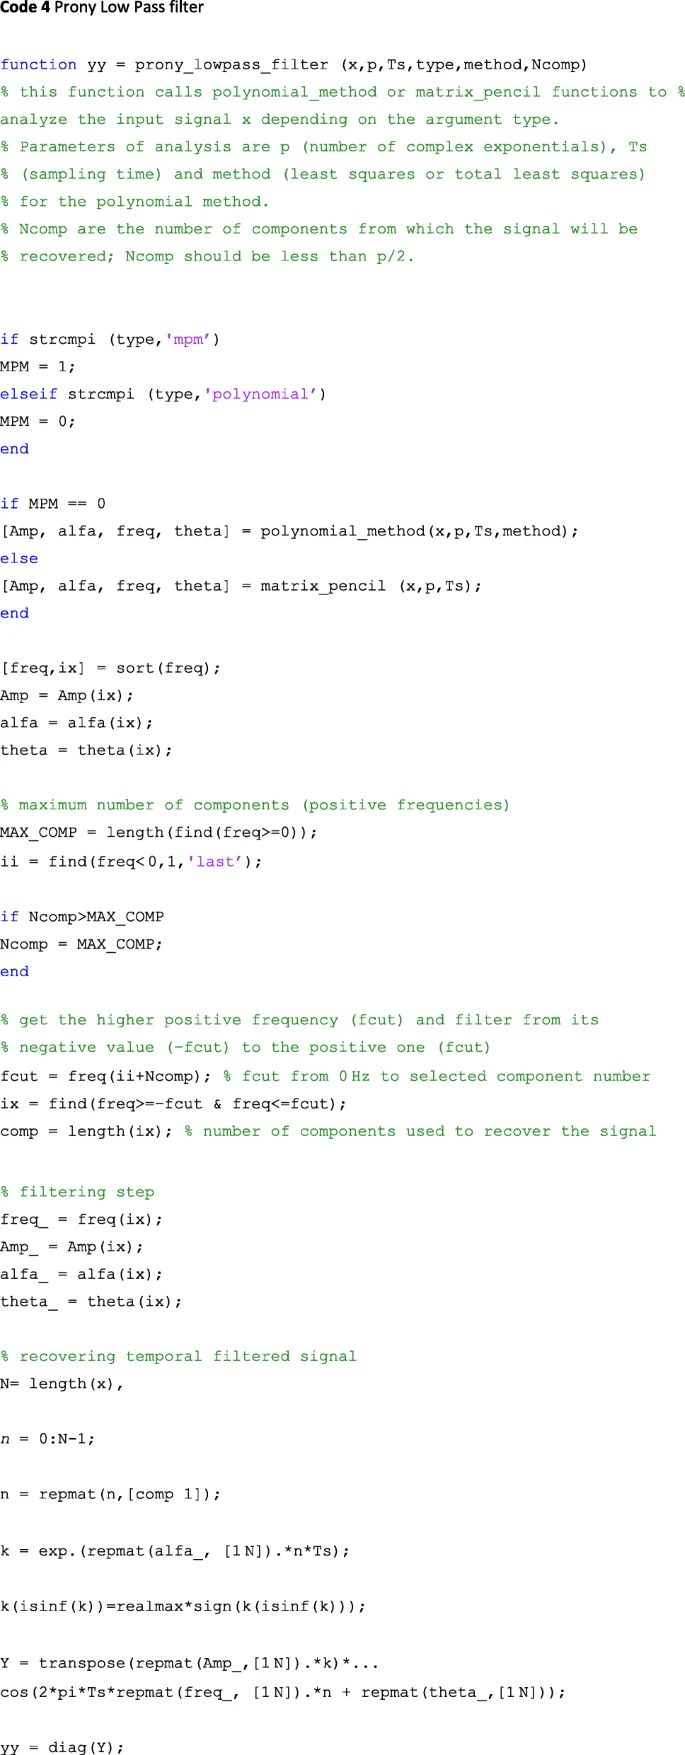 Code 4 Prony Low Pass filter
function yy = prony_lowpass_filter (x,p,Ts,type,method,Ncomp)
% this function calls polynomial_method or matrix_pencil functions to %
analyze the input signal x depending on the argument type.
% Parameters of analysis are p (number of complex exponentials), Ts
% (sampling time) and method (least squares or total least squares)
% for the polynomial method.
% Ncomp are the number of components from which the signal will be
% recovered; Ncomp should be less than p/2.
if strcmpi (type,'mpm’)
MPM = 1;
elseif strcmpi (type,'polynomial’)
MPM = 0;
end
if MPM == 0
[Amp, alfa, freq, theta] = polynomial_method(x,p,Ts,method);
else
[Amp, alfa, freq, theta] = matrix_pencil (x,p,Ts);
end
[freq,ix] = sort(freq);
Amp = Amp(ix);
alfa = alfa(ix);
theta = theta(ix);
% maximum number of components (positive frequencies)
MAX_COMP = length(find(freq>=0));
ii = find(freq<0,1,'last’);
if Ncomp>MAX_COMP
Ncomp = MAX_COMP;
end
% get the higher positive frequency (fcut) and filter from its
% negative value (−fcut) to the positive one (fcut)
fcut = freq(ii+Ncomp); % fcut from 0 Hz to selected component number
ix = find(freq>=−fcut & freq<=fcut);
comp = length(ix); % number of components used to recover the signal
% filtering step
freq_ = freq(ix);
Amp_ = Amp(ix);
alfa_ = alfa(ix);
theta_ = theta(ix);
% recovering temporal filtered signal
N= length(x),
n = 0:N-1;
n = repmat(n,[comp 1]);
k = exp.(repmat(alfa_, [1 N]).*n*Ts);
k(isinf(k))=realmax*sign(k(isinf(k)));
Y = transpose(repmat(Amp_,[1 N]).*k)*...
cos(2*pi*Ts*repmat(freq_, [1 N]).*n + repmat(theta_,[1 N]));
yy = diag(Y);